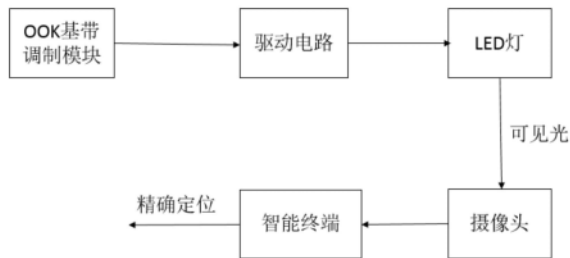 OOK基带
调制模块
驱动电路
LED灯
可见光
精确定位
智能终端
摄像头